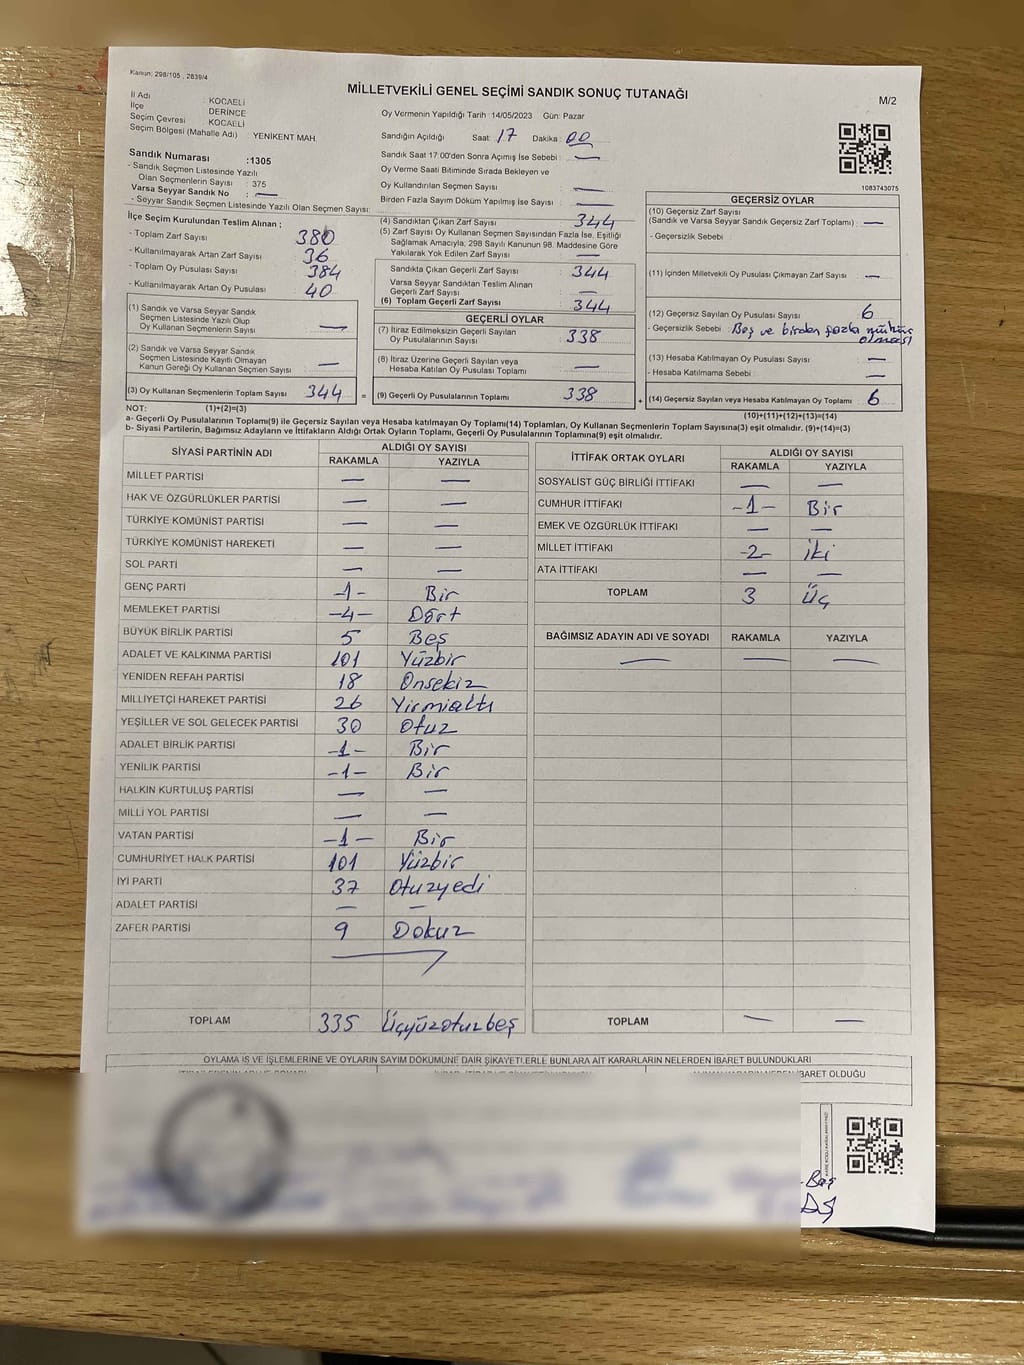 Kanun: 298/105 , 2839/4
MİLLETVEKİLİ GENEL SEÇİMİ SANDIK SONUÇ TUTANAĞI
M/2
İl Adı : KOCAELİ
İlçe : DERİNCE
Seçim Çevresi : KOCAELİ
Seçim Bölgesi (Mahalle Adı) : YENİKENT MAH.
Sandık Numarası :1305
- Sandık Seçmen Listesinde Yazılı
Olan Seçmenlerin Sayısı : 375
Varsa Seyyar Sandık No : —
- Seyyar Sandık Seçmen Listesinde Yazılı Olan Seçmen Sayısı:
İlçe Seçim Kurulundan Teslim Alınan ;
- Toplam Zarf Sayısı 380
- Kullanılmayarak Artan Zarf Sayısı 36
- Toplam Oy Pusulası Sayısı 384
- Kullanılmayarak Artan Oy Pusulası 40
(1) Sandık ve Varsa Seyyar Sandık
Seçmen Listesinde Yazılı Olup
Oy Kullanan Seçmenlerin Sayısı —
(2) Sandık ve Varsa Seyyar Sandık
Seçmen Listesinde Kayıtlı Olmayan
Kanun Gereği Oy Kullanan Seçmen Sayısı —
(3) Oy Kullanan Seçmenlerin Toplam Sayısı 344 =
Oy Vermenin Yapıldığı Tarih :14/05/2023 Gün: Pazar
Sandığın Açıldığı Saat: 17 Dakika : 00
Sandık Saat 17:00'den Sonra Açımış İse Sebebi : —
Oy Verme Saati Bitiminde Sırada Bekleyen ve
Oy Kullandırılan Seçmen Sayısı : —
Birden Fazla Sayım Döküm Yapılmış İse Sayısı : —
(4) Sandıktan Çıkan Zarf Sayısı 344
(5) Zarf Sayısı Oy Kullanan Seçmen Sayısından Fazla İse, Eşitliği
Sağlamak Amacıyla, 298 Sayılı Kanunun 98. Maddesine Göre
Yakılarak Yok Edilen Zarf Sayısı —
Sandıkta Çıkan Geçerli Zarf Sayısı 344
Varsa Seyyar Sandıktan Teslim Alınan
Geçerli Zarf Sayısı : —
(6) Toplam Geçerli Zarf Sayısı 344
GEÇERLİ OYLAR
(7) İtiraz Edilmeksizin Geçerli Sayılan
Oy Pusulalarının Sayısı 338
(8) İtiraz Üzerine Geçerli Sayılan veya
Hesaba Katılan Oy Pusulası Toplamı —
(9) Geçerli Oy Pusulalarının Toplamı 338 +
1083743075
GEÇERSİZ OYLAR
(10) Geçersiz Zarf Sayısı
(Sandık ve Varsa Seyyar Sandık Geçersiz Zarf Toplamı) : —
- Geçersizlik Sebebi :
(11) İçinden Milletvekili Oy Pusulası Çıkmayan Zarf Sayısı : —
(12) Geçersiz Sayılan Oy Pusulası Sayısı : 6
- Geçersizlik Sebebi : Boş ve birden fazla mühür
olması
(13) Hesaba Katılmayan Oy Pusulası Sayısı : —
- Hesaba Katılmama Sebebi : —
(14) Geçersiz Sayılan veya Hesaba Katılmayan Oy Toplamı 6
NOT: (1)+(2)=(3) (10)+(11)+(12)+(13)=(14)
a- Geçerli Oy Pusulalarının Toplamı(9) ile Geçersiz Sayılan veya Hesaba katılmayan Oy Toplamı(14) Toplamları, Oy Kullanan Seçmenlerin Toplam Sayısına(3) eşit olmalıdır. (9)+(14)=(3)
b- Siyasi Partilerin, Bağımsız Adayların ve İttifakların Aldığı Ortak Oyların Toplamı, Geçerli Oy Pusulalarının Toplamına(9) eşit olmalıdır.
SİYASİ PARTİNİN ADI ALDIĞI OY SAYISI
RAKAMLA YAZIYLA
MİLLET PARTİSİ — —
HAK VE ÖZGÜRLÜKLER PARTİSİ — —
TÜRKİYE KOMÜNİST PARTİSİ — —
TÜRKİYE KOMÜNİST HAREKETİ — —
SOL PARTİ — —
GENÇ PARTİ -1- Bir
MEMLEKET PARTİSİ -4- Dört
BÜYÜK BİRLİK PARTİSİ 5 Beş
ADALET VE KALKINMA PARTİSİ 101 Yüzbir
YENİDEN REFAH PARTİSİ 18 Onsekiz
MİLLİYETÇİ HAREKET PARTİSİ 26 Yirmialtı
YEŞİLLER VE SOL GELECEK PARTİSİ 30 Otuz
ADALET BİRLİK PARTİSİ -1- Bir
YENİLİK PARTİSİ -1- Bir
HALKIN KURTULUŞ PARTİSİ — —
MİLLİ YOL PARTİSİ — —
VATAN PARTİSİ -1- Bir
CUMHURİYET HALK PARTİSİ 101 Yüzbir
İYİ PARTİ 37 Otuzyedi
ADALET PARTİSİ — —
ZAFER PARTİSİ 9 Dokuz
TOPLAM 335 Üçyüzotuzbeş
İTTİFAK ORTAK OYLARI ALDIĞI OY SAYISI
RAKAMLA YAZIYLA
SOSYALİST GÜÇ BİRLİĞİ İTTİFAKI — —
CUMHUR İTTİFAKI -1- Bir
EMEK VE ÖZGÜRLÜK İTTİFAKI — —
MİLLET İTTİFAKI -2- İki
ATA İTTİFAKI — —
TOPLAM 3 Üç
BAĞIMSIZ ADAYIN ADI VE SOYADI RAKAMLA YAZIYLA
— — —
TOPLAM — —
OYLAMA İŞ VE İŞLEMLERİNE VE OYLARIN SAYIM DÖKÜMÜNE DAİR ŞİKAYETLERLE BUNLARA AİT KARARLARIN NELERDEN İBARET BULUNDUKLARI
İBARET OLDUĞU